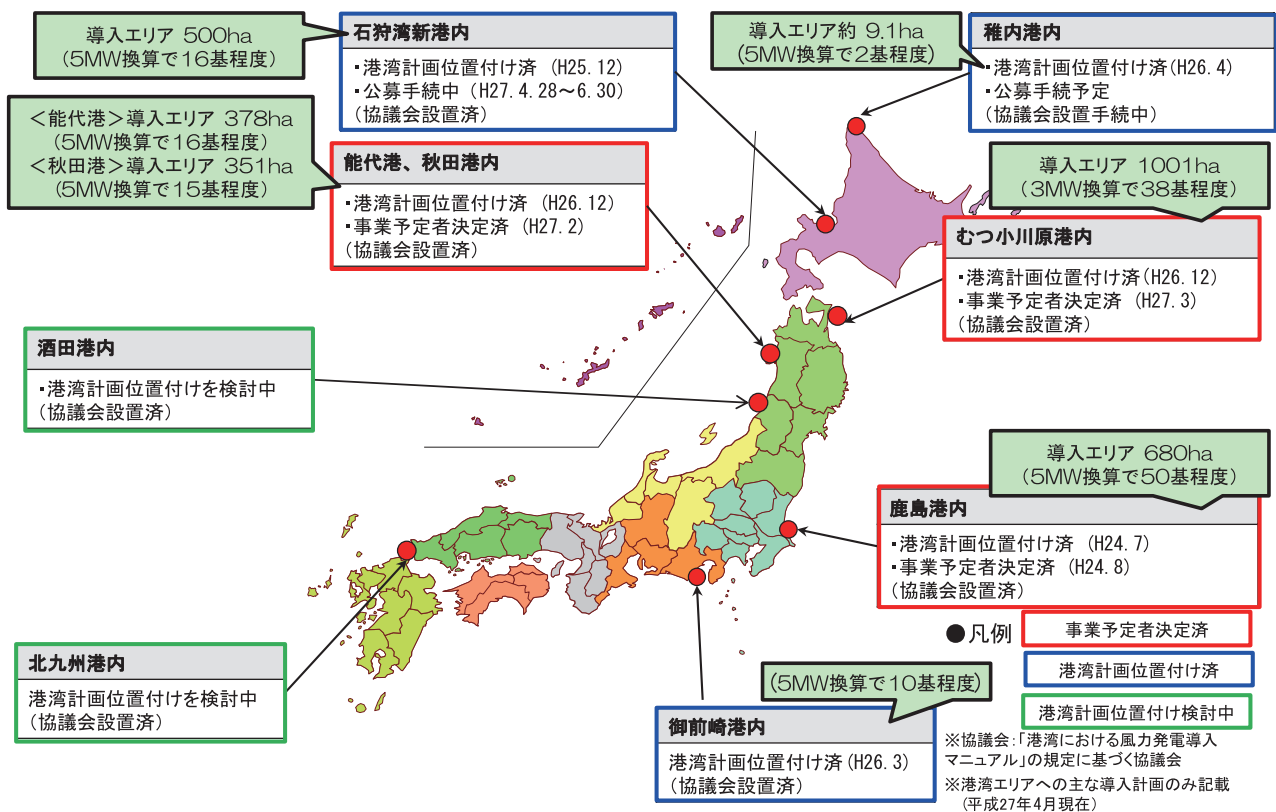 導入エリア 500ha
(5MW換算で16基程度)
石狩湾新港内
・港湾計画位置付け済 (H25.12)
・公募手続中 (H27.4.28～6.30)
(協議会設置済)
導入エリア約 9.1ha
(5MW換算で2基程度)
稚内港内
・港湾計画位置付け済(H26.4)
・公募手続予定
(協議会設置手続中)
＜能代港＞導入エリア 378ha
(5MW換算で16基程度)
＜秋田港＞導入エリア 351ha
(5MW換算で15基程度)
能代港、秋田港内
・港湾計画位置付け済 (H26.12)
・事業予定者決定済 (H27.2)
(協議会設置済)
導入エリア 1001ha
(3MW換算で38基程度)
むつ小川原港内
・港湾計画位置付け済(H26.12)
・事業予定者決定済 (H27.3)
(協議会設置済)
酒田港内
・港湾計画位置付けを検討中
(協議会設置済)
導入エリア 680ha
(5MW換算で50基程度)
鹿島港内
・港湾計画位置付け済 (H24.7)
・事業予定者決定済 (H24.8)
(協議会設置済)
北九州港内
港湾計画位置付けを検討中
(協議会設置済)
(5MW換算で10基程度)
御前崎港内
港湾計画位置付け済(H26.3)
(協議会設置済)
●凡例
事業予定者決定済
港湾計画位置付け済
港湾計画位置付け検討中
※協議会:「港湾における風力発電導入
マニュアル」の規定に基づく協議会
※港湾エリアへの主な導入計画のみ記載
(平成27年4月現在)